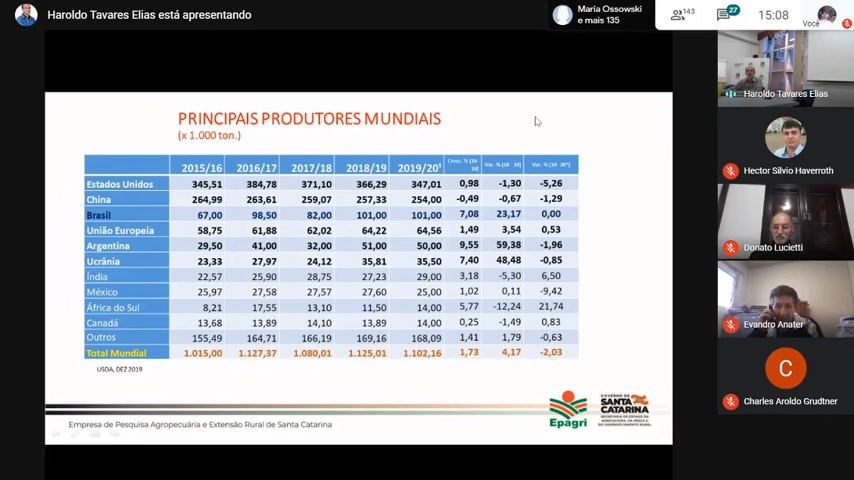 Haroldo Tavares Elias está apresentando
Maria Ossowski
e mais 135
143
27
15:08
Você
PRINCIPAIS PRODUTORES MUNDIAIS
(x 1.000 ton.)
2015/16 2016/17 2017/18 2018/19 2019/20¹ Cresc. % (16-19) Var. % (18-19) Var. % (19-20*)
Estados Unidos 345,51 384,78 371,10 366,29 347,01 0,98 -1,30 -5,26
China 264,99 263,61 259,07 257,33 254,00 -0,49 -0,67 -1,29
Brasil 67,00 98,50 82,00 101,00 101,00 7,08 23,17 0,00
União Europeia 58,75 61,88 62,02 64,22 64,56 1,49 3,54 0,53
Argentina 29,50 41,00 32,00 51,00 50,00 9,55 59,38 -1,96
Ucrânia 23,33 27,97 24,12 35,81 35,50 7,40 48,48 -0,85
Índia 22,57 25,90 28,75 27,23 29,00 3,18 -5,30 6,50
México 25,97 27,58 27,57 27,60 25,00 1,02 0,11 -9,42
África do Sul 8,21 17,55 13,10 11,50 14,00 5,77 -12,24 21,74
Canadá 13,68 13,89 14,10 13,89 14,00 0,25 -1,49 0,83
Outros 155,49 164,71 166,19 169,16 168,09 1,41 1,79 -0,63
Total Mundial 1.015,00 1.127,37 1.080,01 1.125,01 1.102,16 1,73 4,17 -2,03
USDA, DEZ 2019
Empresa de Pesquisa Agropecuária e Extensão Rural de Santa Catarina
Epagri
GOVERNO DE
SANTA
CATARINA
Haroldo Tavares Elias
Hector Silvio Haverroth
Donato Lucietti
Evandro Anater
C
Charles Aroldo Grudtner